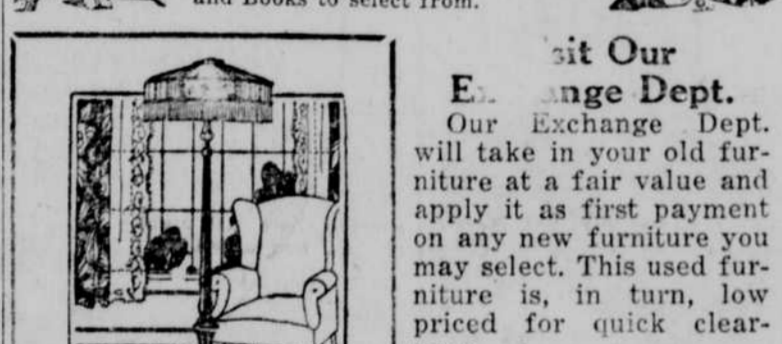 and Books to select from.
Our
Dept.
Our Exchange Dept.
will take in your old fur-
niture at a fair value and
apply it as first payment
on any new furniture you
may select. This used fur-
niture is, in turn, low
priced for quick clear-